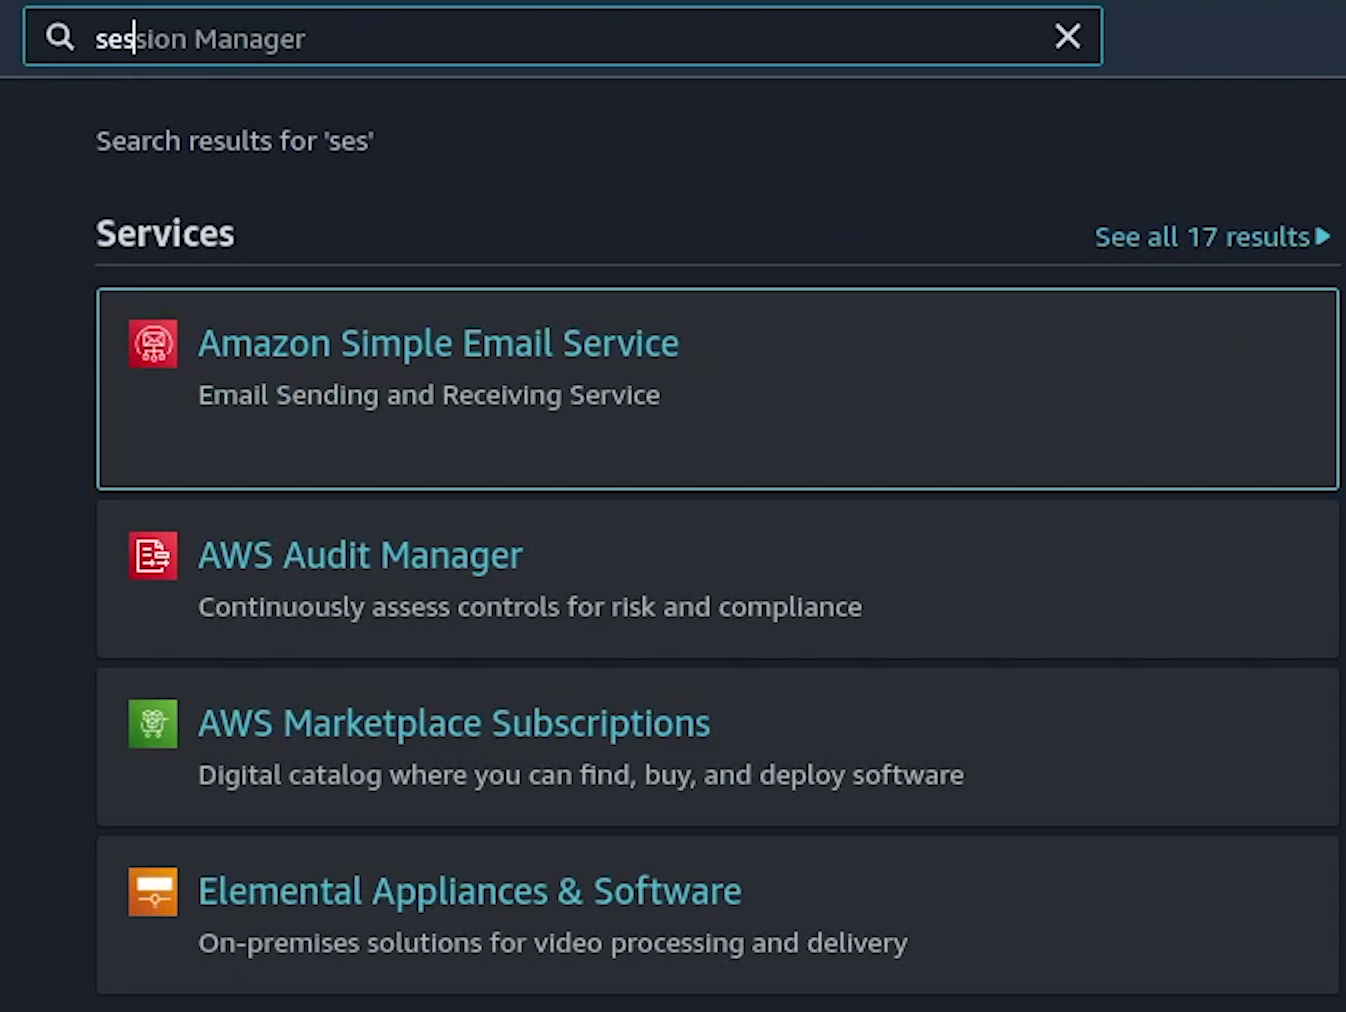 session Manager
Search results for 'ses'
Services
See all 17 results
Amazon Simple Email Service
Email Sending and Receiving Service
AWS Audit Manager
Continuously assess controls for risk and compliance
AWS Marketplace Subscriptions
Digital catalog where you can find, buy, and deploy software
Elemental Appliances & Software
On-premises solutions for video processing and delivery